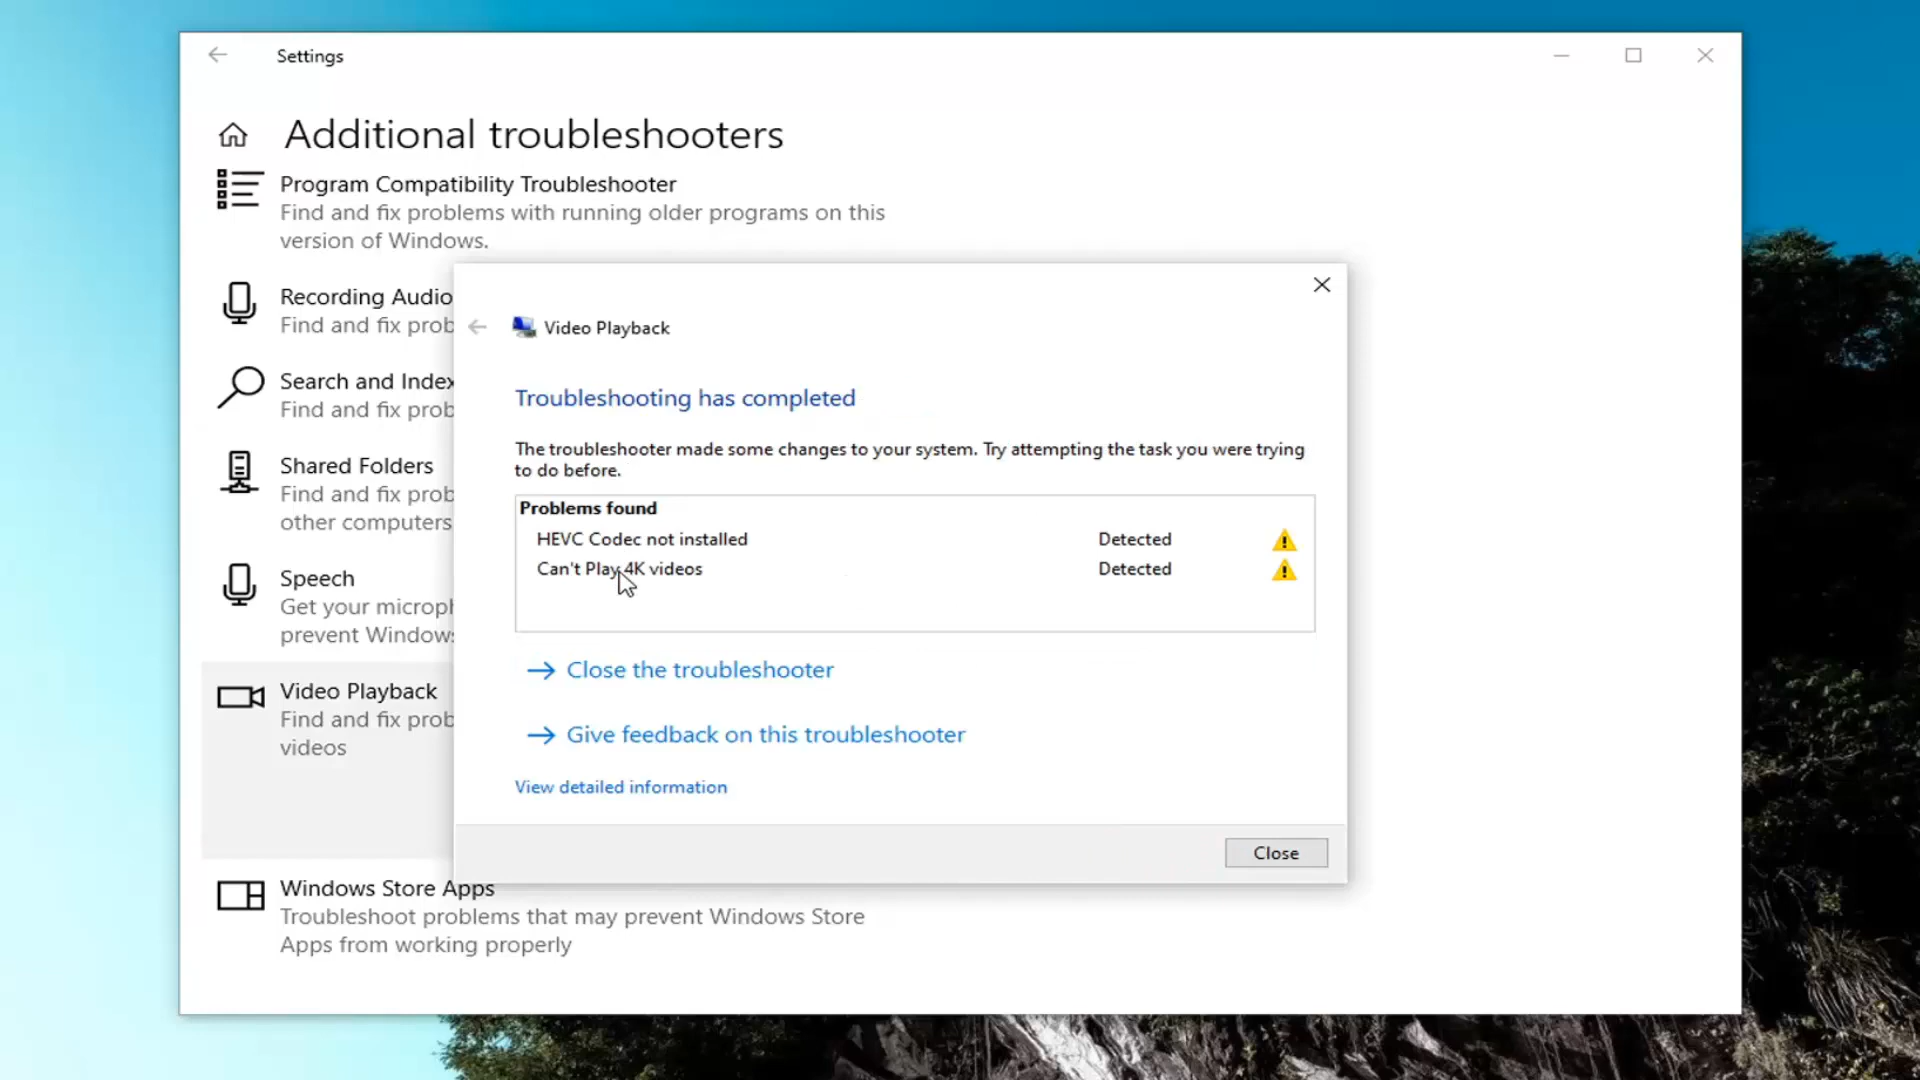 Settings
Additional troubleshooters
Program Compatibility Troubleshooter
Find and fix problems with running older programs on this
version of Windows.
Recording Audio
Find and fix prob
Search and Index
Find and fix prob
Shared Folders
Find and fix prob
other computers
Speech
Get your microph
prevent Windows
Video Playback
Find and fix prob
videos
Windows Store Apps
Troubleshoot problems that may prevent Windows Store
Apps from working properly
Video Playback
Troubleshooting has completed
The troubleshooter made some changes to your system. Try attempting the task you were trying
to do before.
Problems found
HEVC Codec not installed Detected
Can't Play 4K videos Detected
Close the troubleshooter
Give feedback on this troubleshooter
View detailed information
Close